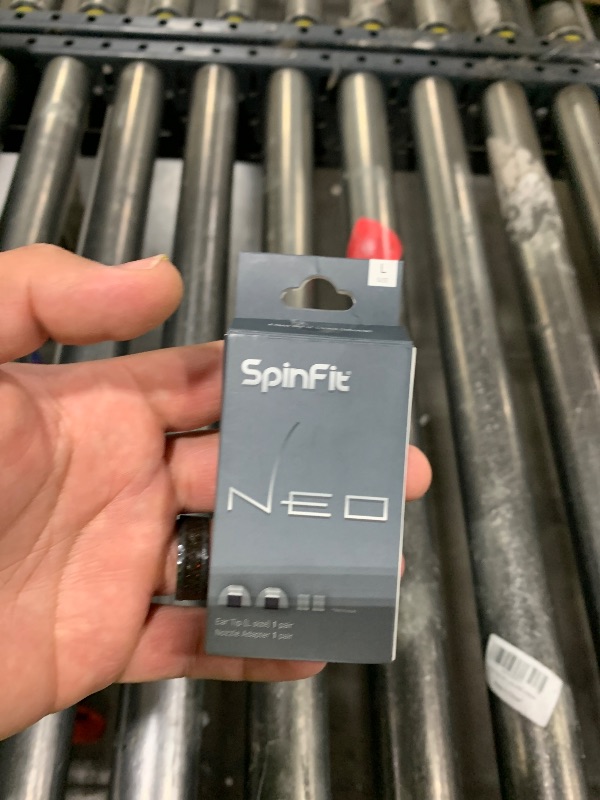 L
SpinFit
NEO
Ear Tip (L size) 1 pair
Nozzle Adapter 1 pair